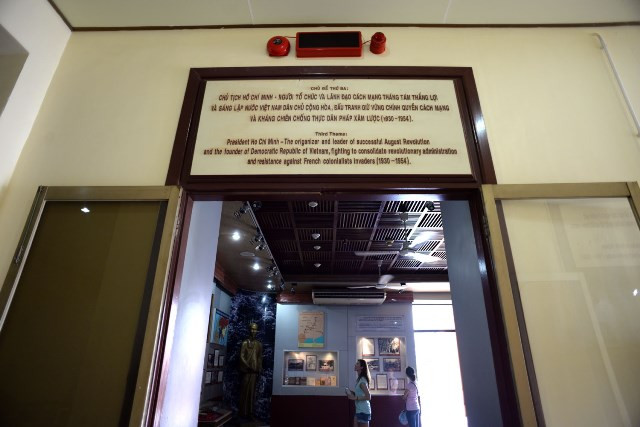 CHỦ ĐỀ THỨ BA:
CHỦ TỊCH HỒ CHÍ MINH - NGƯỜI TỔ CHỨC VÀ LÃNH ĐẠO CÁCH MẠNG THÁNG TÁM THẮNG LỢI
VÀ SÁNG LẬP NƯỚC VIỆT NAM DÂN CHỦ CỘNG HÒA, ĐẤU TRANH GIỮ VỮNG CHÍNH QUYỀN CÁCH MẠNG
VÀ KHÁNG CHIẾN CHỐNG THỰC DÂN PHÁP XÂM LƯỢC (1930 - 1954).
Third Theme:
President Ho Chi Minh - The origanizer and leader of successful August Revolution
and the founder of Democratic Republic of Vietnam, fighting to consolidate revolutionary administration
and resistance against French colonialists invaders (1930 - 1954).